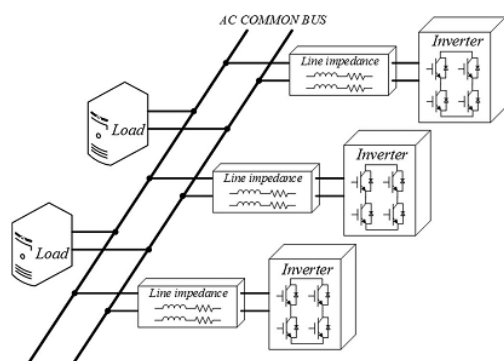 AC COMMON BUS
Line impedance
Inverter
Load
Line impedance
Inverter
Load
Line impedance
Inverter